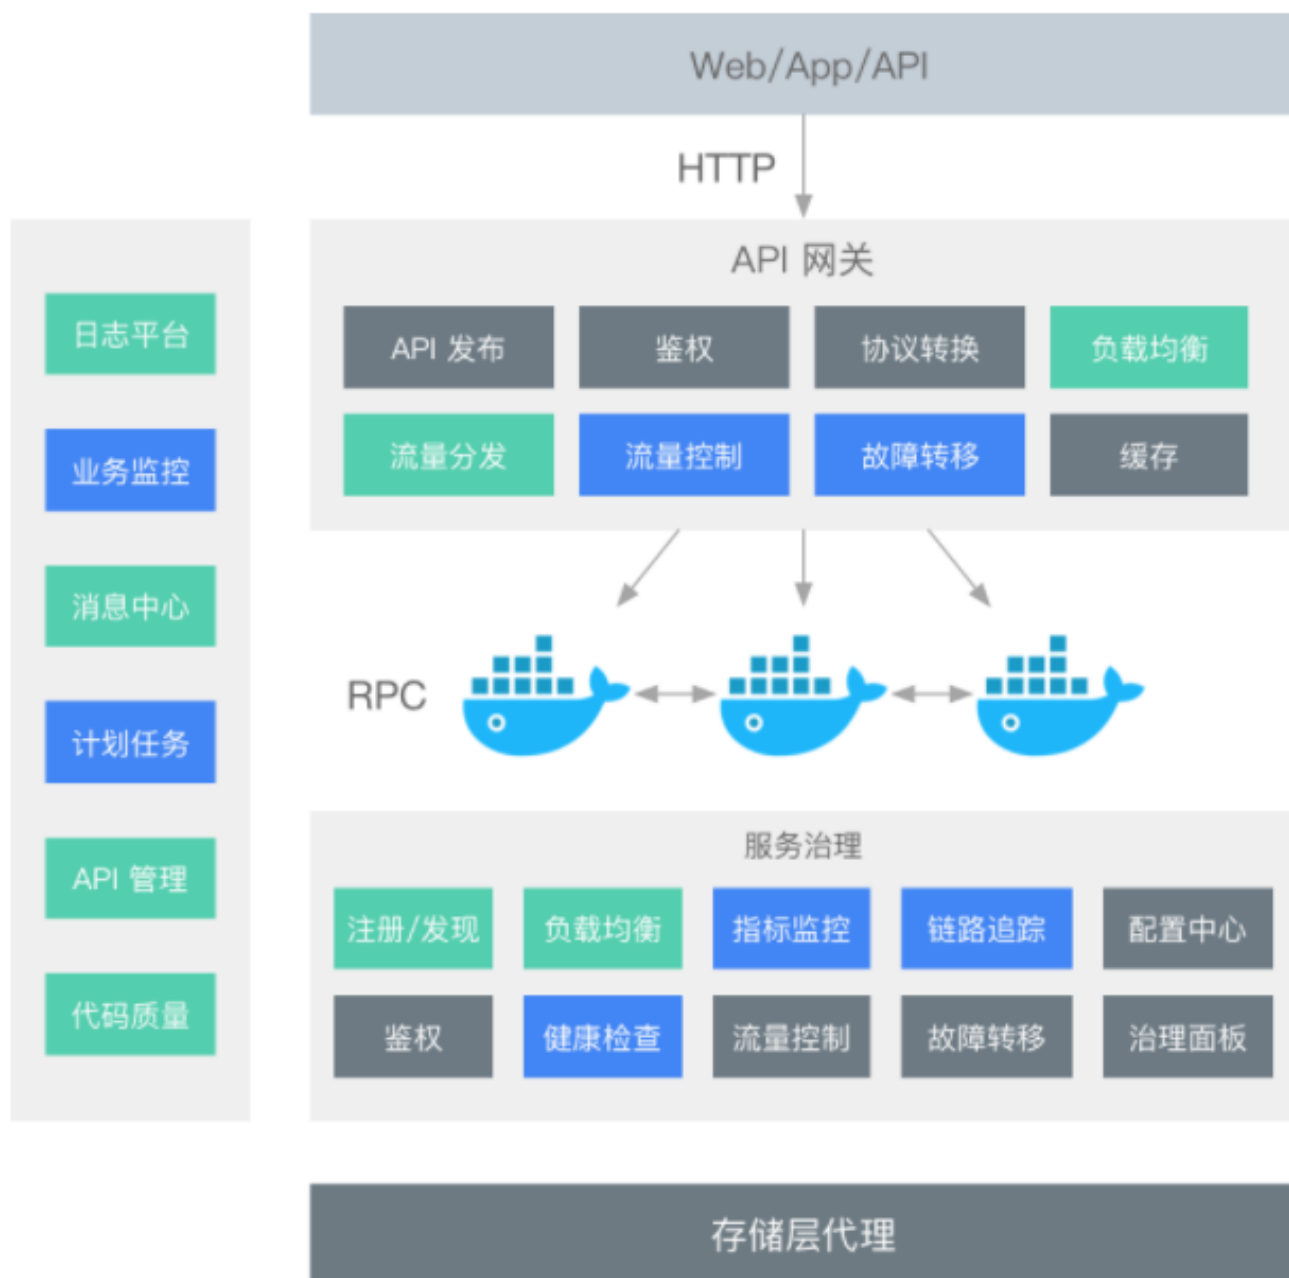 Web/App/API
HTTP
API 网关
API 发布
鉴权
协议转换
负载均衡
流量分发
流量控制
故障转移
缓存
日志平台
业务监控
消息中心
计划任务
API 管理
代码质量
RPC
服务治理
注册/发现
负载均衡
指标监控
链路追踪
配置中心
鉴权
健康检查
流量控制
故障转移
治理面板
存储层代理